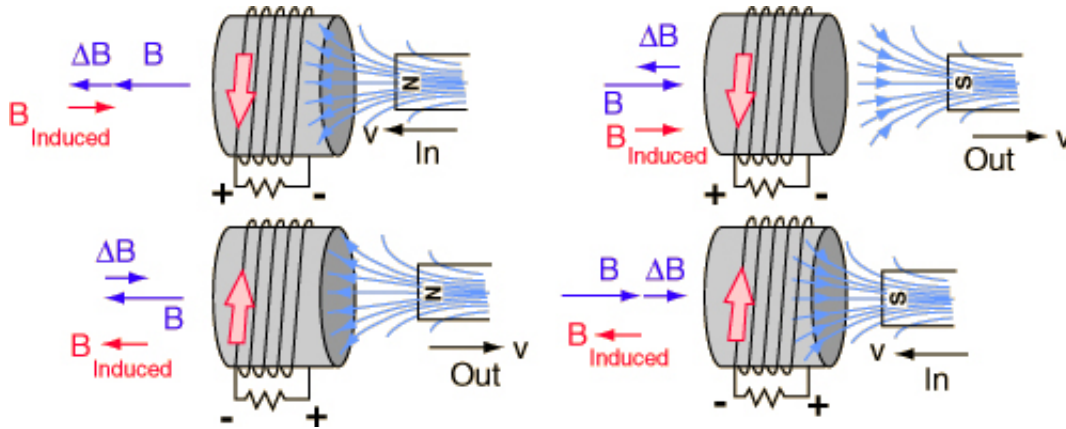 ΔB B
B Induced
N
v
In
+ -
ΔB
B
B Induced
S
v
Out
+ -
ΔB
B
B Induced
N
v
Out
- +
B ΔB
B Induced
S
v
In
- +